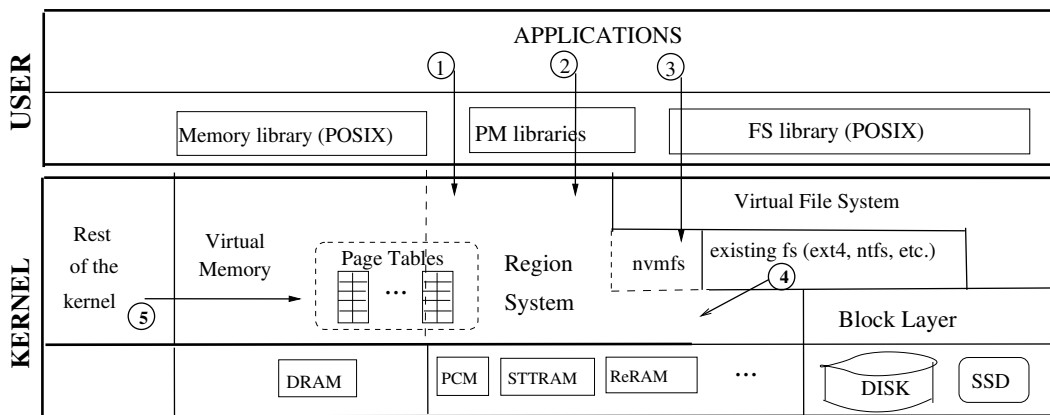 USER
APPLICATIONS
1
2
3
Memory library (POSIX)
PM libraries
FS library (POSIX)
KERNEL
Virtual File System
Rest
of the
kernel
5
Virtual
Memory
Page Tables
...
Region
System
nvmfs
existing fs (ext4, ntfs, etc.)
4
Block Layer
DRAM
PCM
STTRAM
ReRAM
...
DISK
SSD